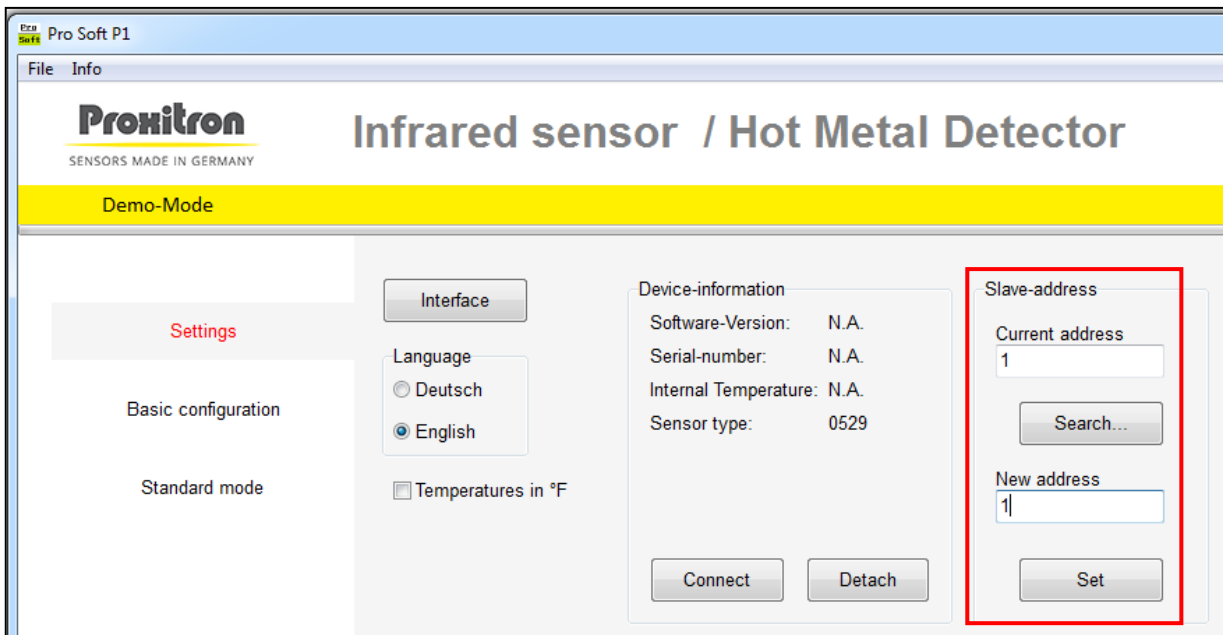 Pro Soft Pro Soft P1
File Info
Proxitron
SENSORS MADE IN GERMANY
Infrared sensor / Hot Metal Detector
Demo-Mode
Settings
Basic configuration
Standard mode
Interface
Language
Deutsch
English
Temperatures in °F
Device-information
Software-Version: N.A.
Serial-number: N.A.
Internal Temperature: N.A.
Sensor type: 0529
Connect Detach
Slave-address
Current address
1
Search...
New address
1
Set